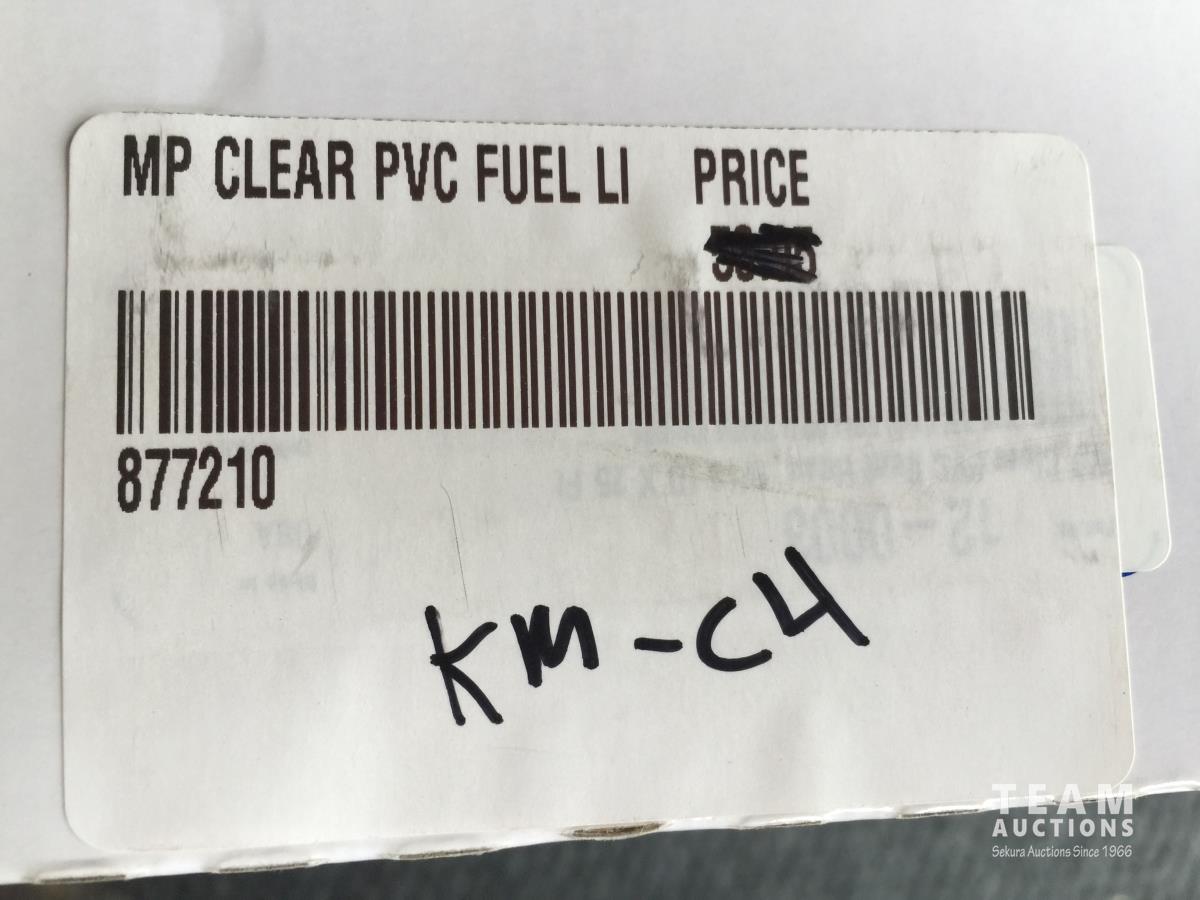 MP CLEAR PVC FUEL LI PRICE
877210
KM-C4
TEAM
AUCTIONS
Sekura Auctions Since 1966